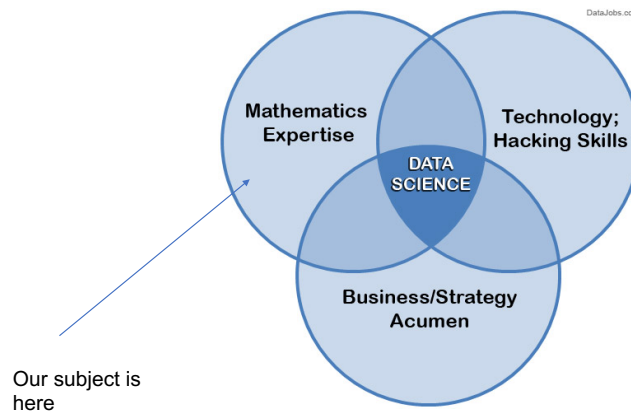 DataJobs.co
Mathematics
Expertise
Technology;
Hacking Skills
DATA
SCIENCE
Business/Strategy
Acumen
Our subject is
here